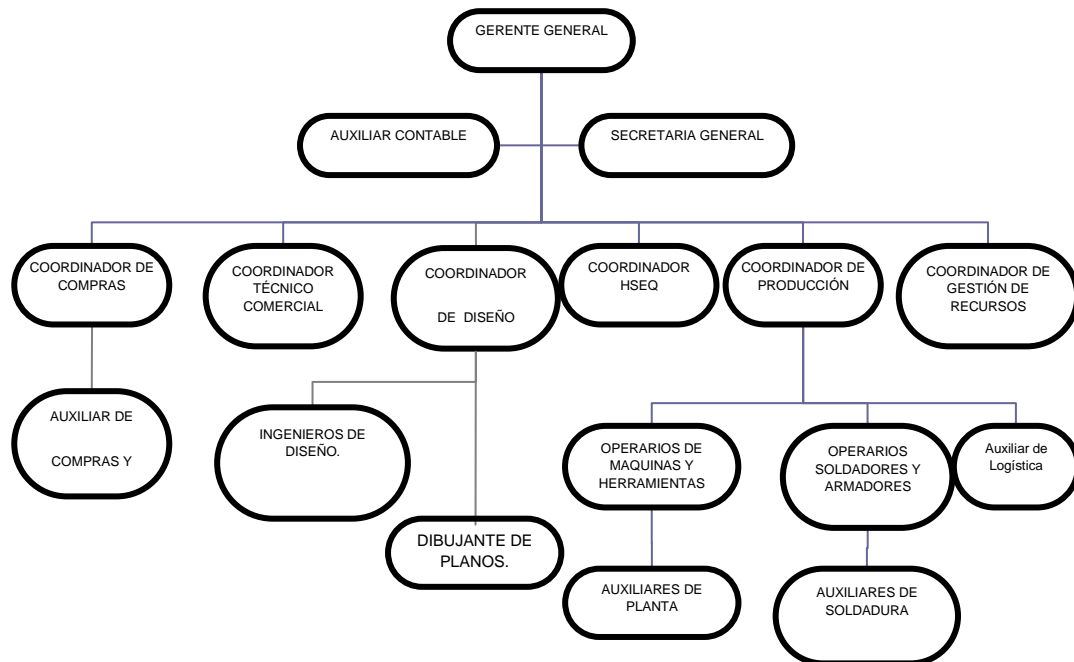 GERENTE GENERAL
AUXILIAR CONTABLE
SECRETARIA GENERAL
COORDINADOR DE
COMPRAS
COORDINADOR
TÉCNICO
COMERCIAL
COORDINADOR
DE DISEÑO
COORDINADOR
HSEQ
COORDINADOR DE
PRODUCCIÓN
COORDINADOR DE
GESTIÓN DE
RECURSOS
AUXILIAR DE
COMPRAS Y
INGENIEROS DE
DISEÑO.
OPERARIOS DE
MAQUINAS Y
HERRAMIENTAS
OPERARIOS
SOLDADORES Y
ARMADORES
Auxiliar de
Logística
DIBUJANTE DE
PLANOS.
AUXILIARES DE
PLANTA
AUXILIARES DE
SOLDADURA